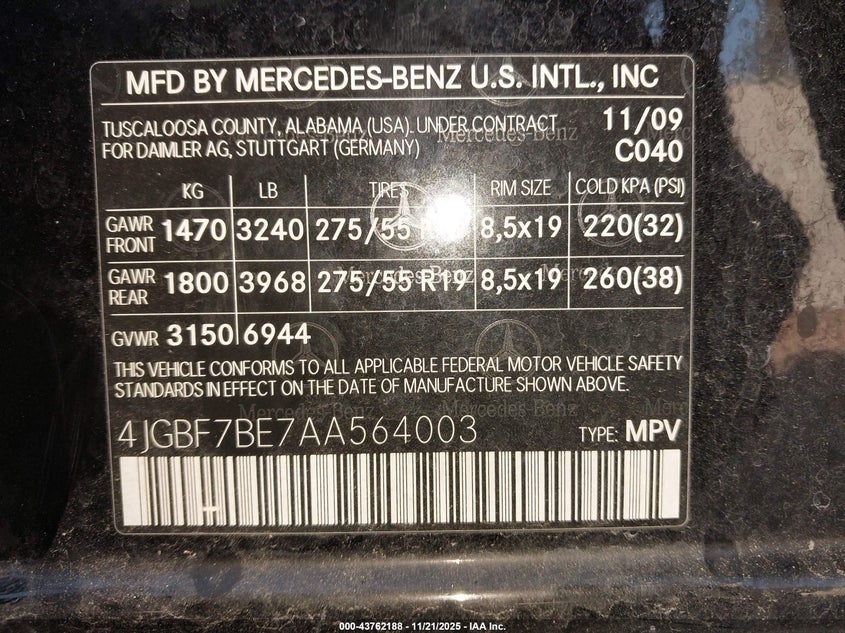 MFD BY MERCEDES-BENZ U.S. INTL., INC
TUSCALOOSA COUNTY, ALABAMA (USA). UNDER CONTRACT 11/09
FOR DAIMLER AG, STUTTGART (GERMANY) C040
KG LB TIRES RIM SIZE COLD KPA (PSI)
GAWR FRONT 1470 3240 275/55 8,5x19 220(32)
GAWR REAR 1800 3968 275/55 R19 8,5x19 260(38)
GVWR 3150 6944
THIS VEHICLE CONFORMS TO ALL APPLICABLE FEDERAL MOTOR VEHICLE SAFETY
STANDARDS IN EFFECT ON THE DATE OF MANUFACTURE SHOWN ABOVE.
4JGBF7BE7AA564003 TYPE: MPV
000-43762188 - 11/21/2025 - IAA Inc.